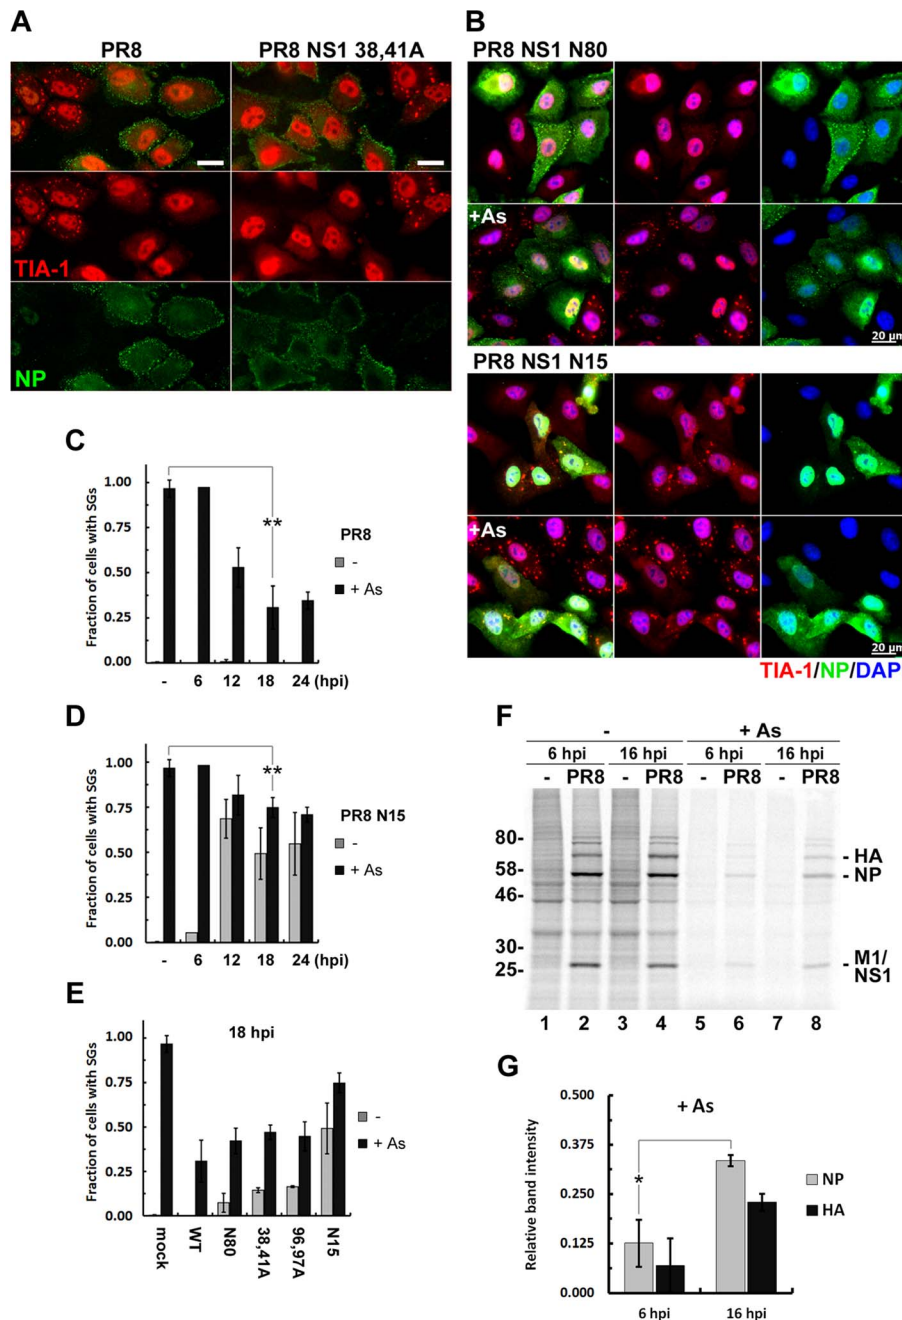 A
PR8
PR8 NS1 38,41A
TIA-1
NP
B
PR8 NS1 N80
+As
20 µm
PR8 NS1 N15
+As
20 µm
TIA-1/NP/DAP
C
Fraction of cells with SGs
1.00
0.75
0.50
0.25
0.00
**
PR8
-
+ As
- 6 12 18 24 (hpi)
D
Fraction of cells with SGs
1.00
0.75
0.50
0.25
0.00
**
PR8 N15
-
+ As
- 6 12 18 24 (hpi)
E
18 hpi
Fraction of cells with SGs
1.00
0.75
0.50
0.25
0.00
-
+ As
mock WT N80 38,41A 96,97A N15
F
- + As
6 hpi 16 hpi 6 hpi 16 hpi
- PR8 - PR8 - PR8 - PR8
80-
58-
46-
30-
25-
- HA
- NP
- M1/
NS1
1 2 3 4 5 6 7 8
G
+ As
Relative band intensity
0.500
0.375
0.250
0.125
0.000
*
NP
HA
6 hpi 16 hpi